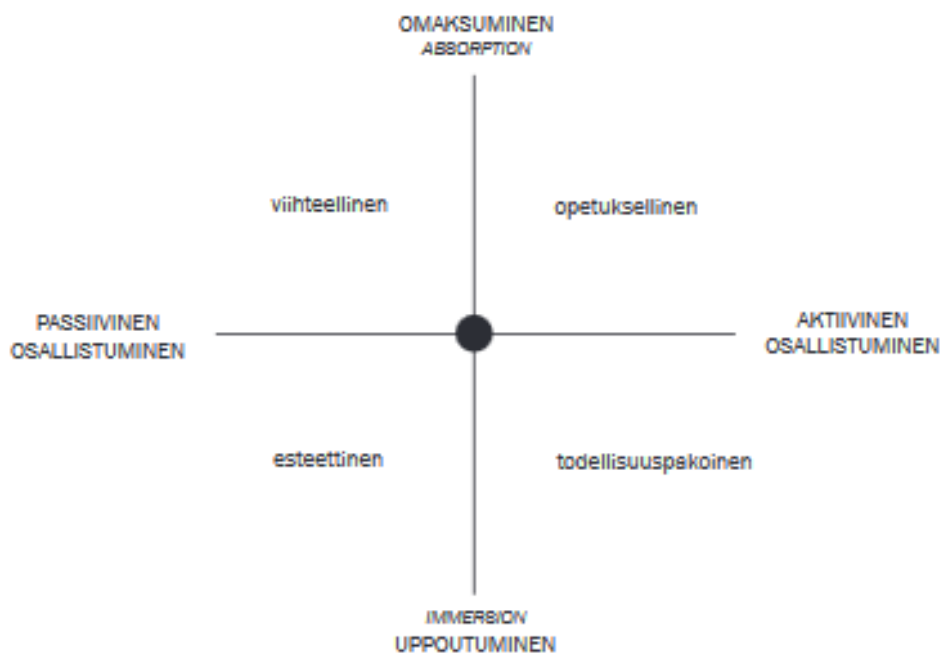 OMAKSUMINEN
ABSORPTION
viihteellinen
opetuksellinen
PASSIIVINEN
OSALLISTUMINEN
AKTIIVINEN
OSALLISTUMINEN
esteettinen
todellisuuspakoinen
IMMERSION
UPPOUTUMINEN